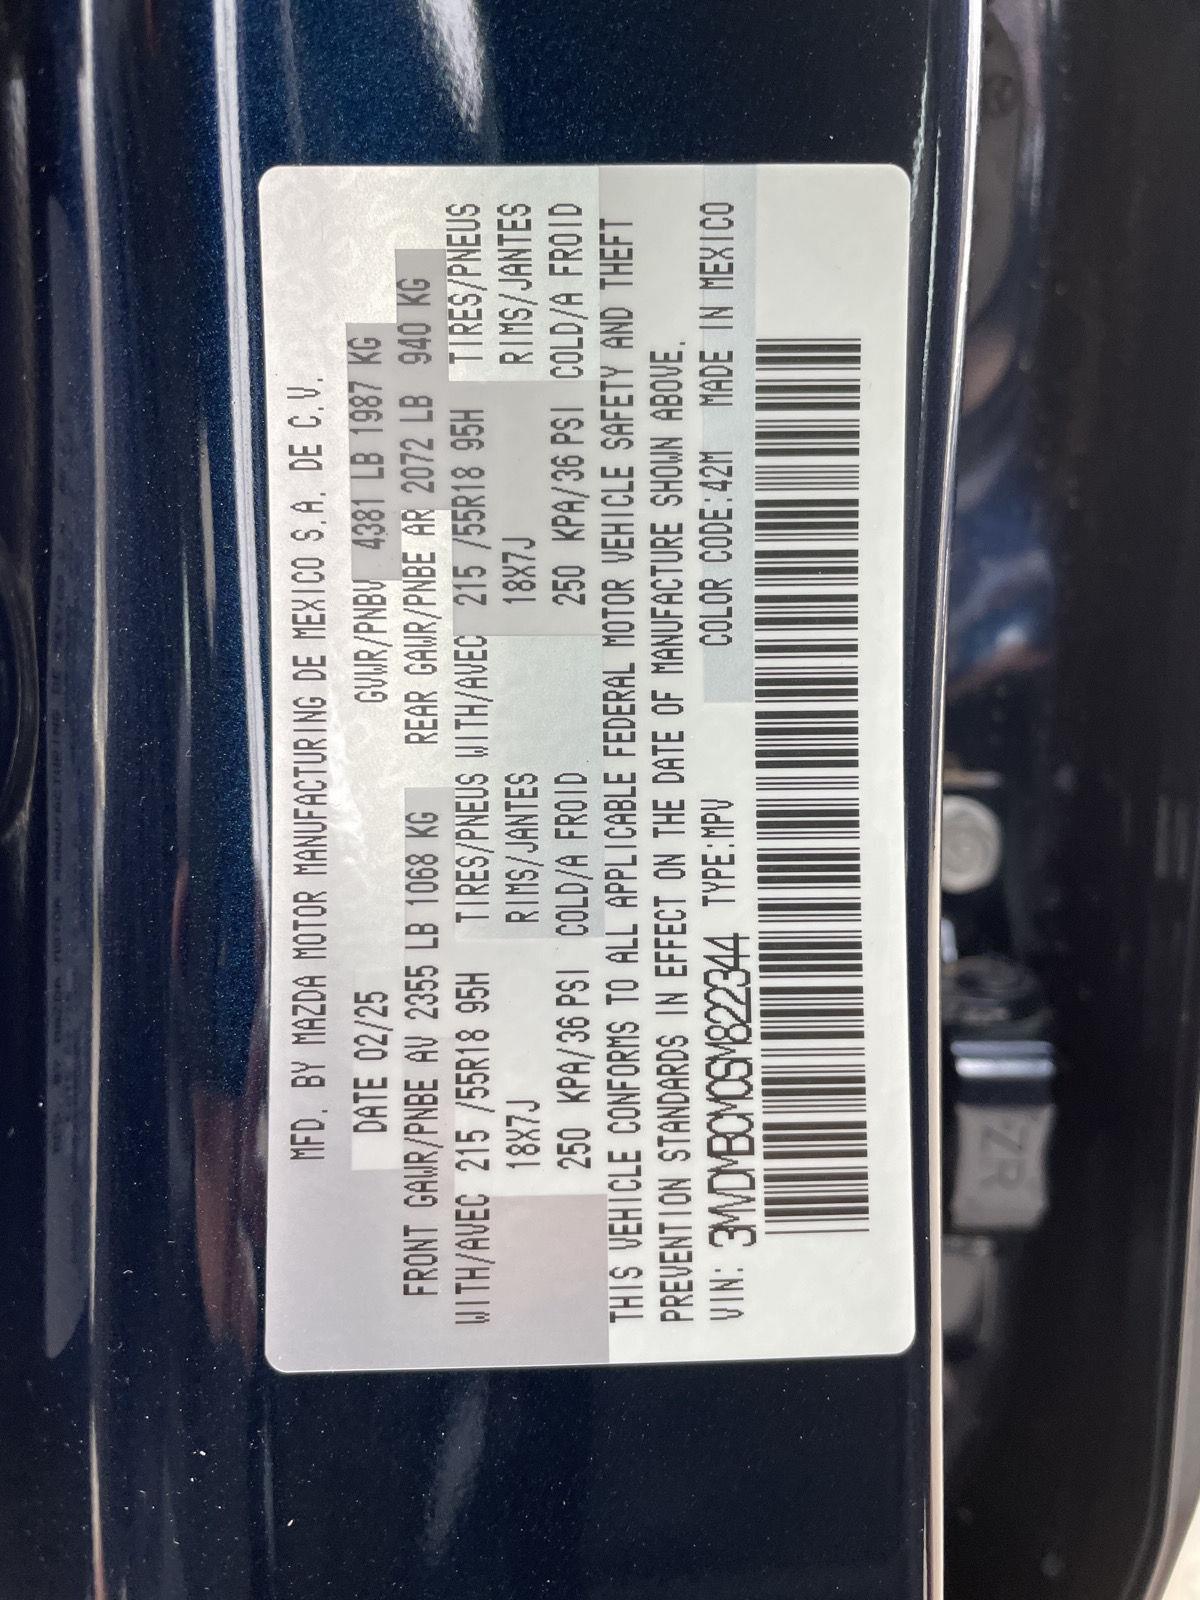 MFD. BY MAZDA MOTOR MANUFACTURING DE MEXICO S.A. DE C.V.
DATE 02/25 GVWR/PNBV 4381 LB 1987 KG
FRONT GAWR/PNBE AV 2355 LB 1068 KG REAR GAWR/PNBE AR 2072 LB 940 KG
WITH/AVEC 215 /55R18 95H TIRES/PNEUS WITH/AVEC 215 /55R18 95H TIRES/PNEUS
18X7J RIMS/JANTES 18X7J RIMS/JANTES
250 KPA/36 PSI COLD/A FROID 250 KPA/36 PSI COLD/A FROID
THIS VEHICLE CONFORMS TO ALL APPLICABLE FEDERAL MOTOR VEHICLE SAFETY AND THEFT
PREVENTION STANDARDS IN EFFECT ON THE DATE OF MANUFACTURE SHOWN ABOVE.
VIN: 3MVDMBCM0SM822344 TYPE:MPV COLOR CODE:42M MADE IN MEXICO
ZR